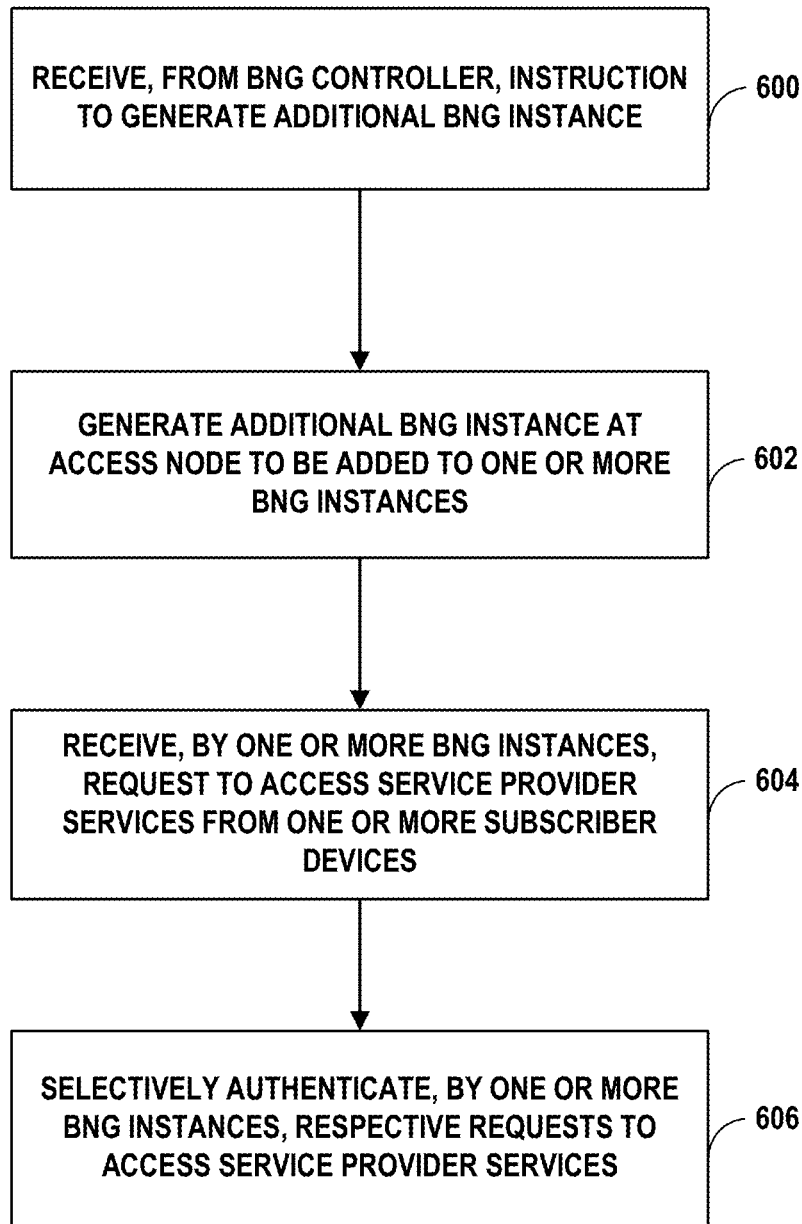 RECEIVE, FROM BNG CONTROLLER, INSTRUCTION
TO GENERATE ADDITIONAL BNG INSTANCE
600
GENERATE ADDITIONAL BNG INSTANCE AT
ACCESS NODE TO BE ADDED TO ONE OR MORE
BNG INSTANCES
602
RECEIVE, BY ONE OR MORE BNG INSTANCES,
REQUEST TO ACCESS SERVICE PROVIDER
SERVICES FROM ONE OR MORE SUBSCRIBER
DEVICES
604
SELECTIVELY AUTHENTICATE, BY ONE OR MORE
BNG INSTANCES, RESPECTIVE REQUESTS TO
ACCESS SERVICE PROVIDER SERVICES
606